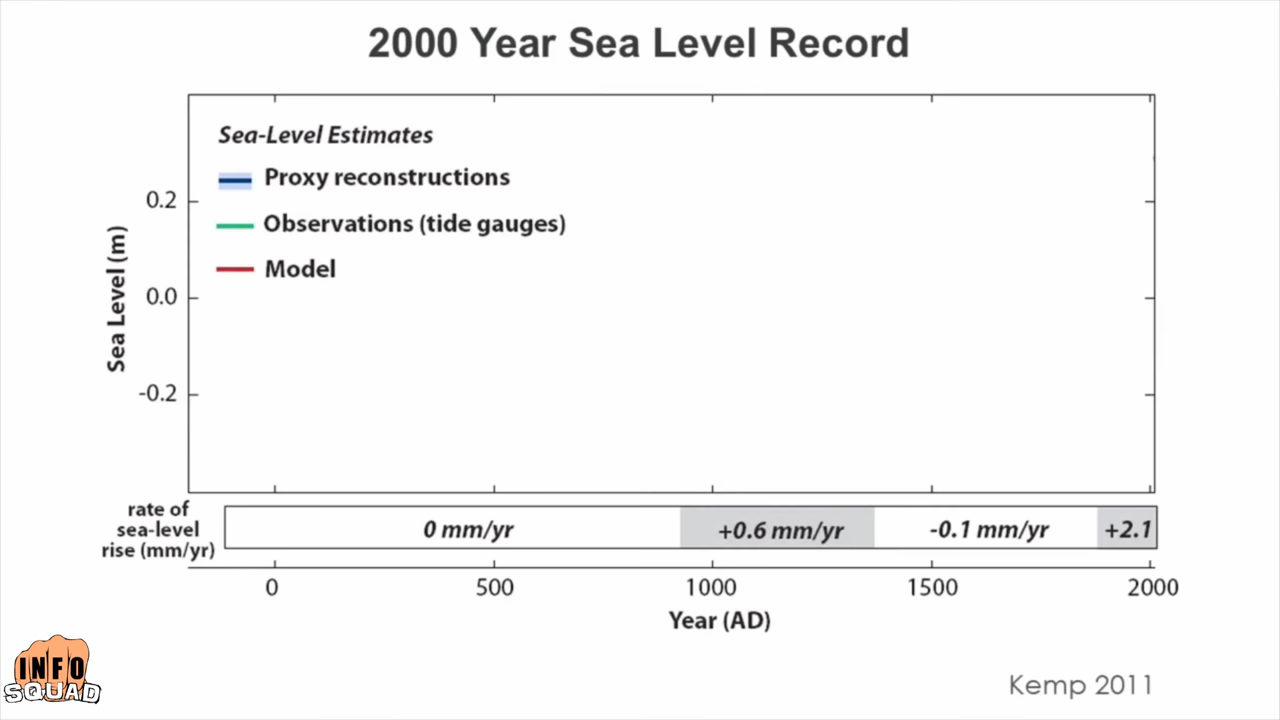 2000 Year Sea Level Record
Sea-Level Estimates
Proxy reconstructions
Observations (tide gauges)
Model
Sea Level (m)
0.2
0.0
-0.2
rate of
sea-level
rise (mm/yr)
0 mm/yr
+0.6 mm/yr
-0.1 mm/yr
+2.1
0
500
1000
1500
2000
Year (AD)
INFO
SQUAD
Kemp 2011